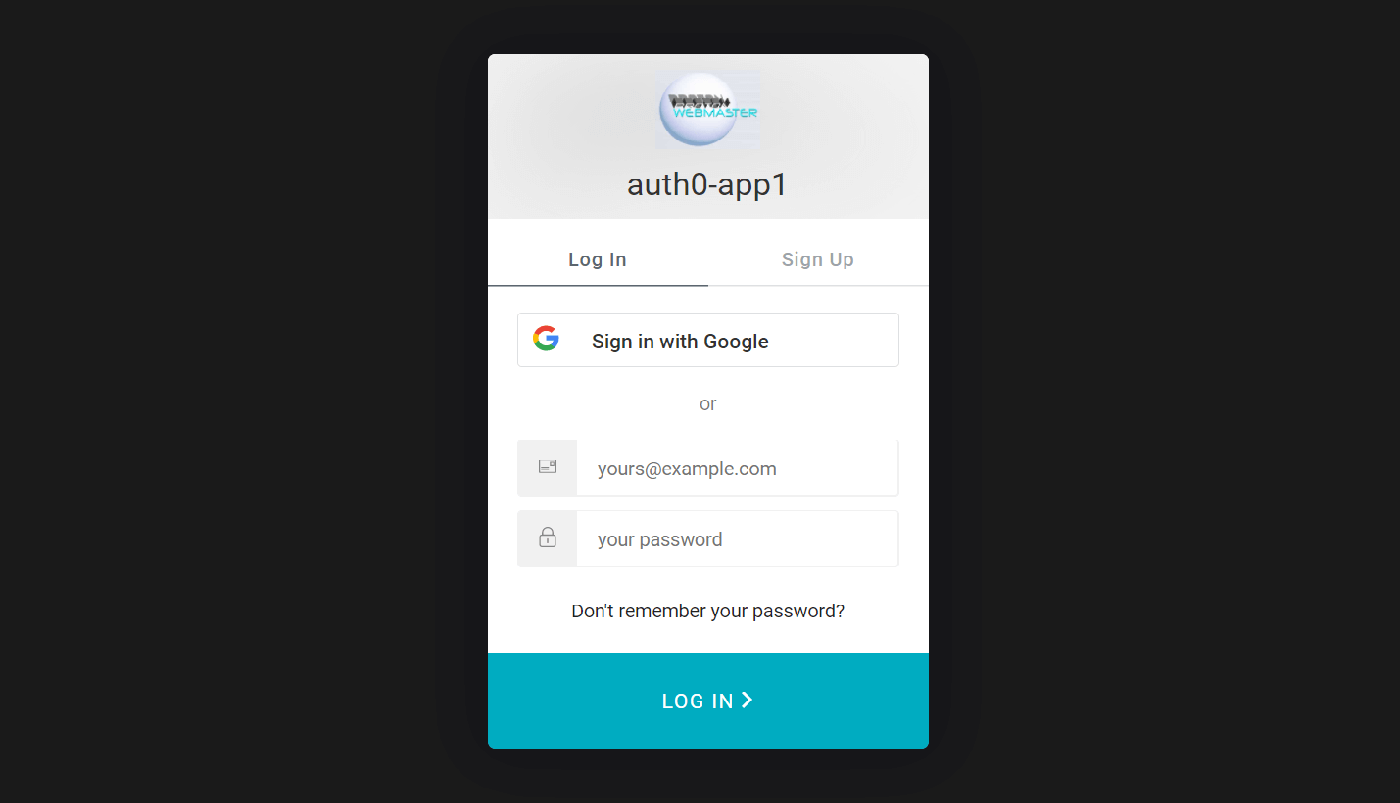 WEBMASTER
auth0-app1
Log In
Sign Up
Sign in with Google
or
yours@example.com
your password
Don't remember your password?
LOG IN